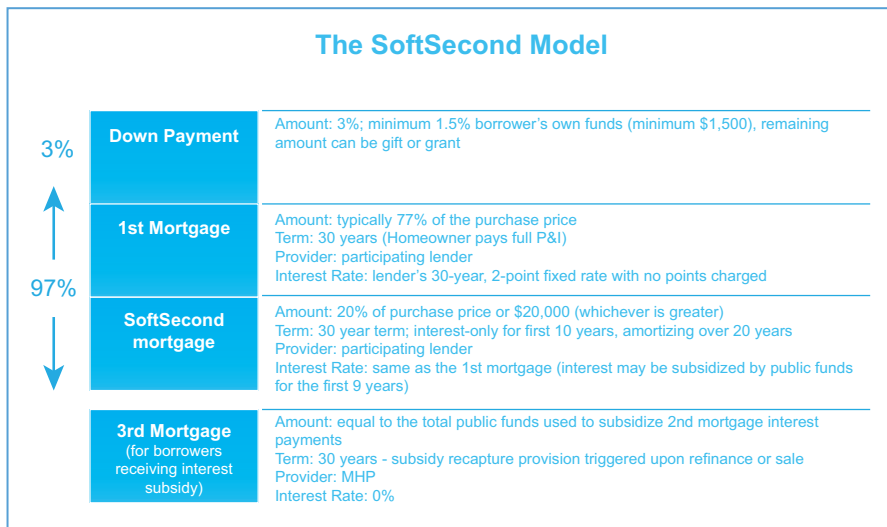 The SoftSecond Model
3%
97%
Down Payment
Amount: 3%; minimum 1.5% borrower's own funds (minimum $1,500), remaining
amount can be gift or grant
1st Mortgage
Amount: typically 77% of the purchase price
Term: 30 years (Homeowner pays full P&I)
Provider: participating lender
Interest Rate: lender's 30-year, 2-point fixed rate with no points charged
SoftSecond
mortgage
Amount: 20% of purchase price or $20,000 (whichever is greater)
Term: 30 year term; interest-only for first 10 years, amortizing over 20 years
Provider: participating lender
Interest Rate: same as the 1st mortgage (interest may be subsidized by public funds
for the first 9 years)
3rd Mortgage
(for borrowers
receiving interest
subsidy)
Amount: equal to the total public funds used to subsidize 2nd mortgage interest
payments
Term: 30 years - subsidy recapture provision triggered upon refinance or sale
Provider: MHP
Interest Rate: 0%